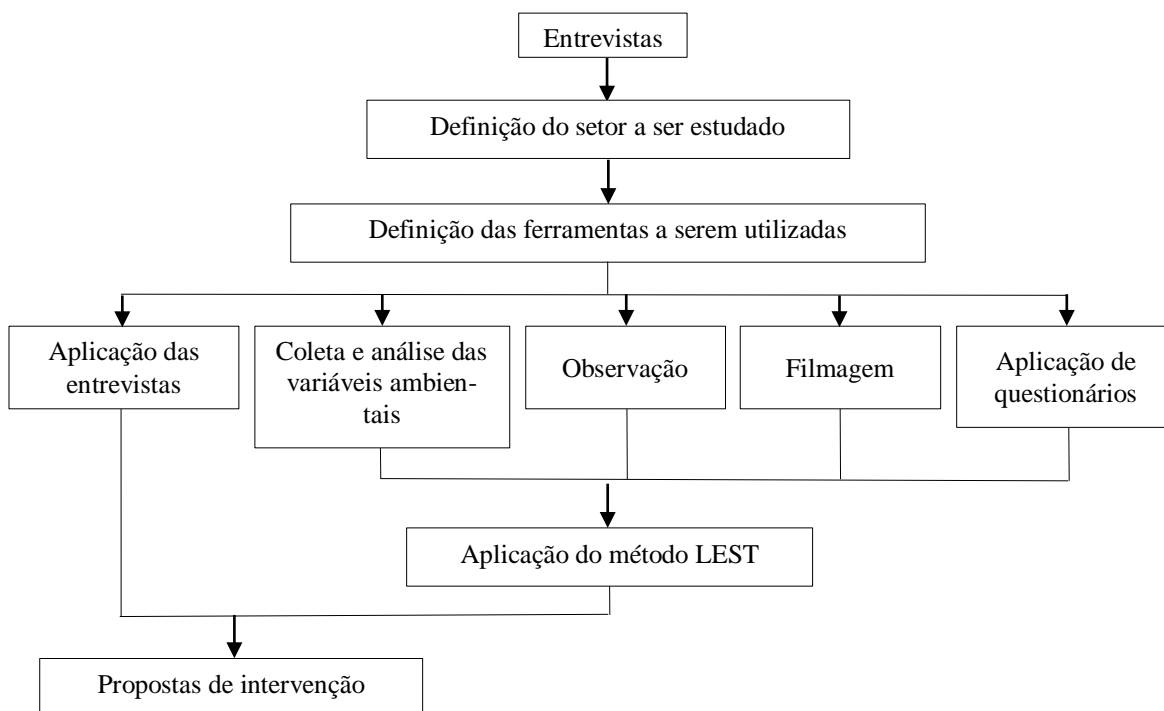 Entrevistas
Definição do setor a ser estudado
Definição das ferramentas a serem utilizadas
Aplicação das
entrevistas
Coleta e análise das
variáveis ambien-
tais
Observação
Filmagem
Aplicação de
questionários
Aplicação do método LEST
Propostas de intervenção